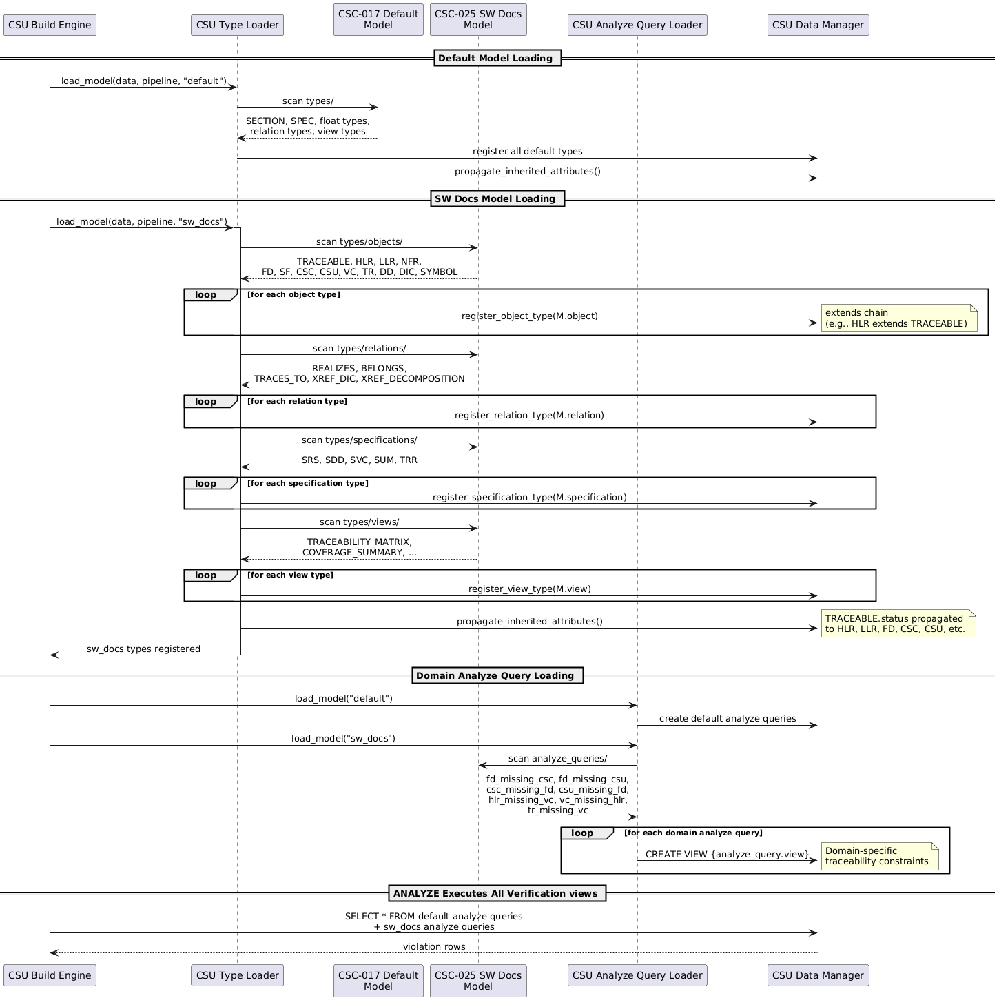 CSU Build Engine
CSU Type Loader
CSC-017 Default
Model
CSC-025 SW Docs
Model
CSU Analyze Query Loader
CSU Data Manager
Default Model Loading
load_model(data, pipeline, "default")
scan types/
SECTION, SPEC, float types,
relation types, view types
register all default types
propagate_inherited_attributes()
SW Docs Model Loading
load_model(data, pipeline, "sw_docs")
scan types/objects/
TRACEABLE, HLR, LLR, NFR,
FD, SF, CSC, CSU, VC, TR, DD, DIC, SYMBOL
loop [for each object type]
register_object_type(M.object)
extends chain
(e.g., HLR extends TRACEABLE)
scan types/relations/
REALIZES, BELONGS,
TRACES_TO, XREF_DIC, XREF_DECOMPOSITION
loop [for each relation type]
register_relation_type(M.relation)
scan types/specifications/
SRS, SDD, SVC, SUM, TRR
loop [for each specification type]
register_specification_type(M.specification)
scan types/views/
TRACEABILITY_MATRIX,
COVERAGE_SUMMARY, ...
loop [for each view type]
register_view_type(M.view)
propagate_inherited_attributes()
TRACEABLE.status propagated
to HLR, LLR, FD, CSC, CSU, etc.
sw_docs types registered
Domain Analyze Query Loading
load_model("default")
create default analyze queries
load_model("sw_docs")
scan analyze_queries/
fd_missing_csc, fd_missing_csu,
csc_missing_fd, csu_missing_fd,
hlr_missing_vc, vc_missing_hlr,
tr_missing_vc
loop [for each domain analyze query]
CREATE VIEW {analyze_query.view}
Domain-specific
traceability constraints
ANALYZE Executes All Verification views
SELECT * FROM default analyze queries
+ sw_docs analyze queries
violation rows
CSU Build Engine
CSU Type Loader
CSC-017 Default
Model
CSC-025 SW Docs
Model
CSU Analyze Query Loader
CSU Data Manager